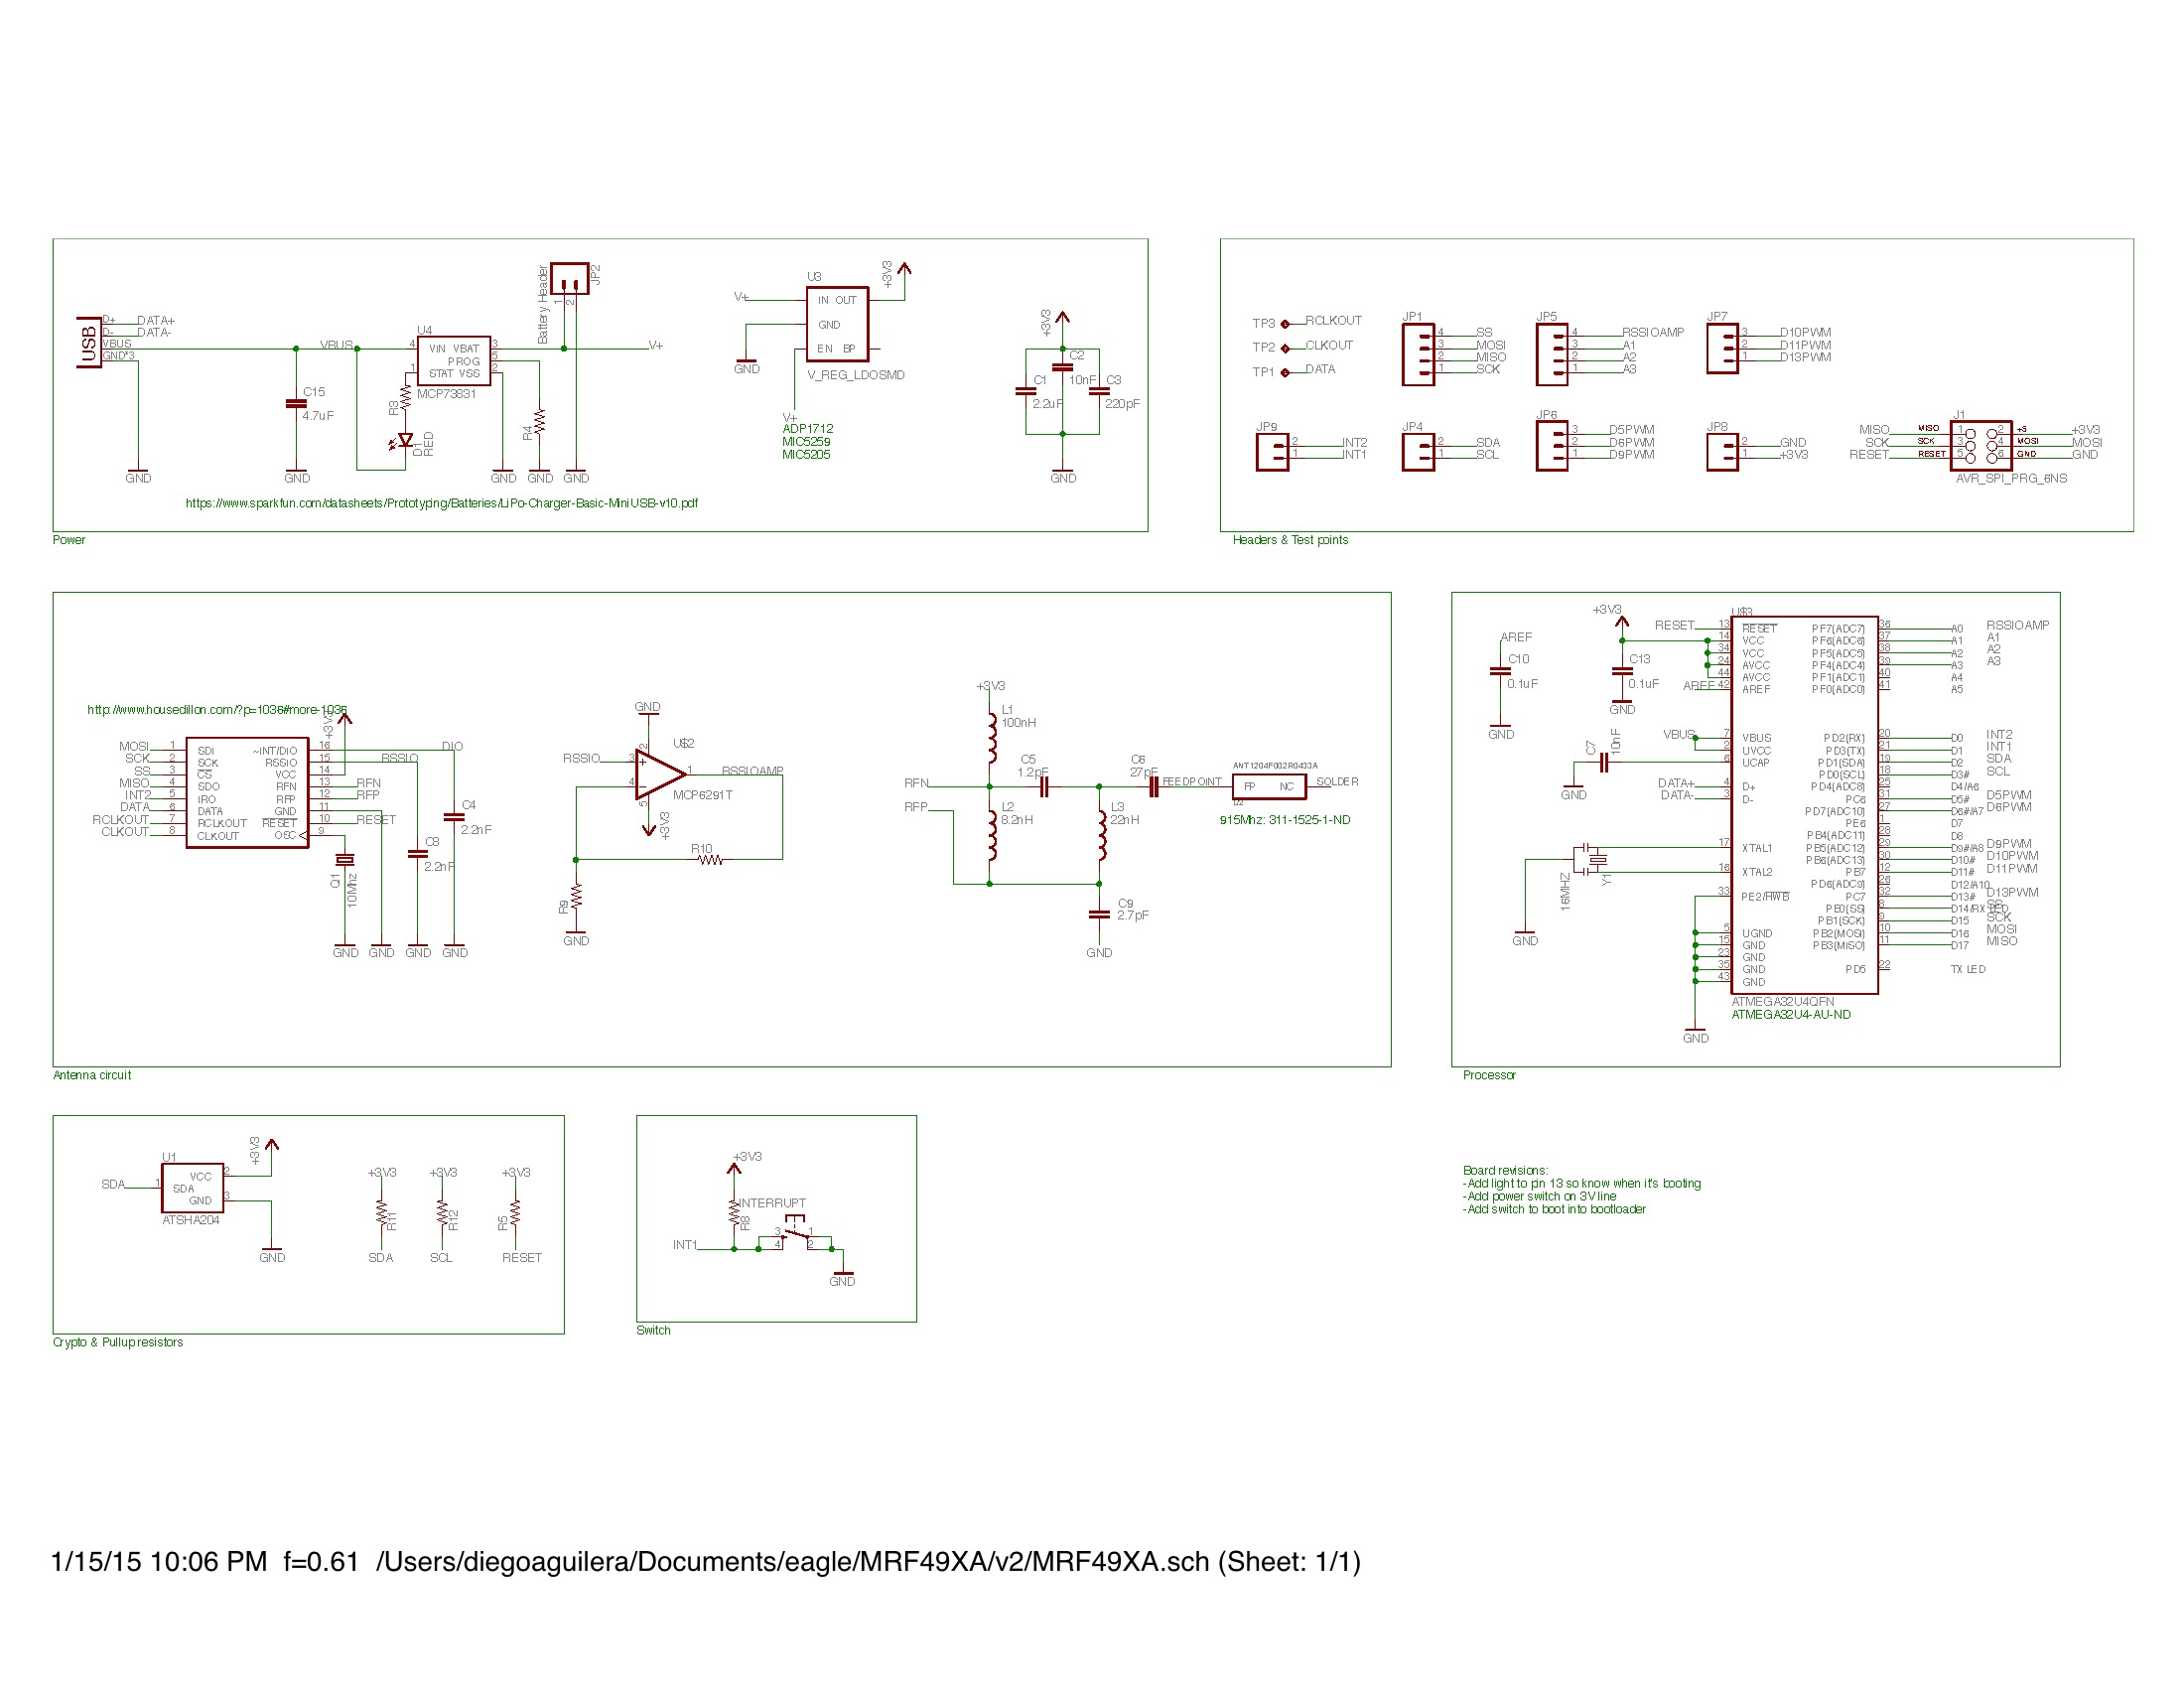 USB
D+ DATA+
D- DATA-
VBUS
GND*3
GND
VBUS
C15
4.7uF
GND
U4
4 VIN VBAT 3
PROG 5
1 STAT VSS 2
MCP73831
R3
D1
RED
GND
R4
GND
Battery Header
JP2
1
2
GND
V+
https://www.sparkfun.com/datasheets/Prototyping/Batteries/LiPo-Charger-Basic-MiniUSB-v10.pdf
U3
V+ IN OUT +3V3
GND
EN BP
GND
V_REG_LDOSMD
V+
ADP1712
MIC5259
MIC5205
+3V3
C1
2.2uF
C2
10nF
C3
220pF
GND
Power
TP3 RCLKOUT
TP2 CLKOUT
TP1 DATA
JP1
4 SS
3 MOSI
2 MISO
1 SCK
JP5
4 RSSIOAMP
3 A1
2 A2
1 A3
JP7
3 D10PWM
2 D11PWM
1 D13PWM
JP9
2 INT2
1 INT1
JP4
2 SDA
1 SCL
JP6
3 D5PWM
2 D6PWM
1 D9PWM
JP8
2 GND
1 +3V3
J1
MISO MISO 1 2 +5 +3V3
SCK SCK 3 4 MOSI MOSI
RESET RESET 5 6 GND GND
AVR_SPI_PRG_6NS
Headers & Test points
http://www.housedillon.com/?p=1036#more-1036
+3V3
MOSI 1 SDI ~INT/DIO 16 DIO
SCK 2 SCK RSSIO 15 RSSIO
SS 3 CS VCC 14
MISO 4 SDO RFN 13 RFN
INT2 5 IRO RFP 12 RFP
DATA 6 DATA GND 11
RCLKOUT 7 RCLKOUT RESET 10 RESET
CLKOUT 8 CLKOUT OSC 9
Q1
10Mhz
C8
2.2nF
C4
2.2nF
GND GND GND GND
GND
U$2
RSSIO 3 2 1 RSSIOAMP
4 5
MCP6291T
+3V3
R10
R9
GND
+3V3
L1
100nH
RFN
RFP
C5
1.2pF
C6
27pF
L2
8.2nH
L3
22nH
C9
2.7pF
GND
FEEDPOINT
ANT1204F002R0433A
FP NC
SOLDER
915Mhz: 311-1525-1-ND
Antenna circuit
AREF
C10
0.1uF
GND
+3V3
C13
0.1uF
GND
U$3
RESET 13 RESET PF7(ADC7) 36 A0 RSSIOAMP
14 VCC PF6(ADC6) 37 A1 A1
34 VCC PF5(ADC5) 38 A2 A2
24 AVCC PF4(ADC4) 39 A3 A3
44 AVCC PF1(ADC1) 40 A4
AREF 42 AREF PF0(ADC0) 41 A5
VBUS 7 VBUS PD2(RX) 20 D0 INT2
2 UVCC PD3(TX) 21 D1 INT1
6 UCAP PD1(SDA) 19 D2 SDA
PD0(SCL) 18 D3# SCL
C7
10nF
GND
DATA+ 4 D+ PD4(ADC8) 25 D4/A6
DATA- 3 D- PC6 31 D5# D5PWM
PD7(ADC10) 27 D6#/A7 D6PWM
PE6 1 D7
PB4(ADC11) 28 D8
17 XTAL1 PB5(ADC12) 29 D9#/A8 D9PWM
PB6(ADC13) 30 D10# D10PWM
16 XTAL2 PB7 12 D11# D11PWM
PD6(ADC9) 26 D12/A10
33 PE2/HWB PC7 32 D13# D13PWM
PB0(SS) 8 D14/RX LED SS
PB1(SCK) 9 D15 SCK
5 UGND PB2(MOSI) 10 D16 MOSI
15 GND PB3(MISO) 11 D17 MISO
23 GND
35 GND PD5 22 TX LED
43 GND
16MHZ
Y1
GND
GND
ATMEGA32U4QFN
ATMEGA32U4-AU-ND
Processor
U1
SDA 1 SDA VCC 2 +3V3
GND 3
ATSHA204
GND
+3V3 +3V3 +3V3
R11 R12 R5
SDA SCL RESET
Crypto & Pullup resistors
+3V3
INTERRUPT
R8
INT1
3 1
4 2
GND
Switch
Board revisions:
-Add light to pin 13 so know when it's booting
-Add power switch on 3V line
-Add switch to boot into bootloader
1/15/15 10:06 PM f=0.61 /Users/diegoaguilera/Documents/eagle/MRF49XA/v2/MRF49XA.sch (Sheet: 1/1)